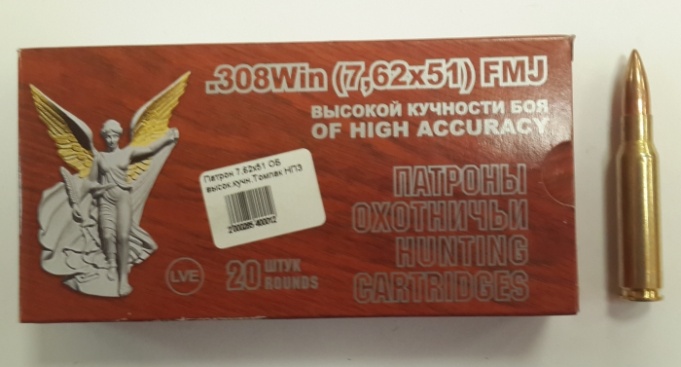 .308Win (7,62x51) FMJ
ВЫСОКОЙ КУЧНОСТИ БОЯ
OF HIGH ACCURACY
Патрон 7,62х51 ОБ
высок.кучн.Томпак НПЗ
2000285400012
ПАТРОНЫ
ОХОТНИЧЬИ
HUNTING
CARTRIDGES
LVE
20 ШТУК
ROUNDS